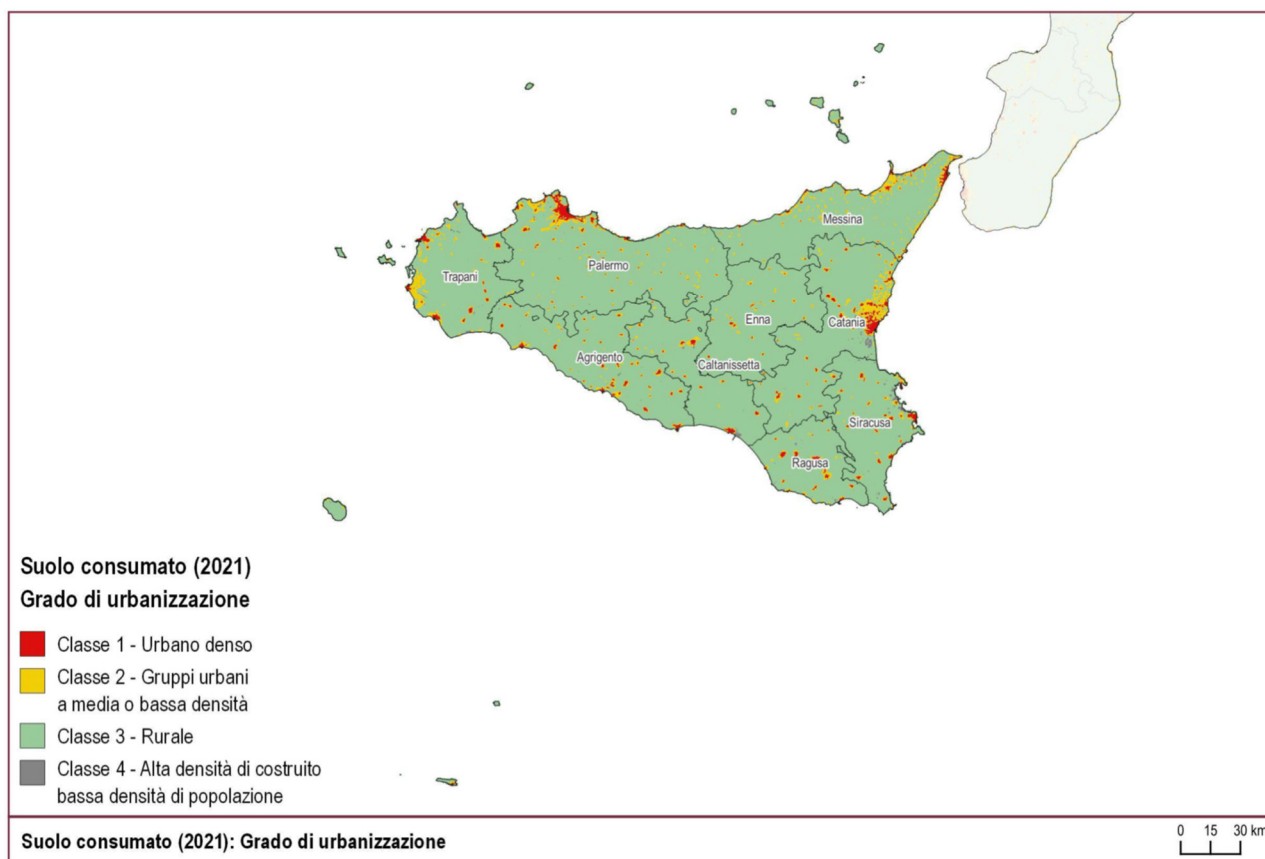 Messina
Palermo
Trapani
Enna
Catania
Agrigento
Caltanissetta
Siracusa
Ragusa
Suolo consumato (2021)
Grado di urbanizzazione
Classe 1 - Urbano denso
Classe 2 - Gruppi urbani
a media o bassa densità
Classe 3 - Rurale
Classe 4 - Alta densità di costruito
bassa densità di popolazione
Suolo consumato (2021): Grado di urbanizzazione
0 15 30 km